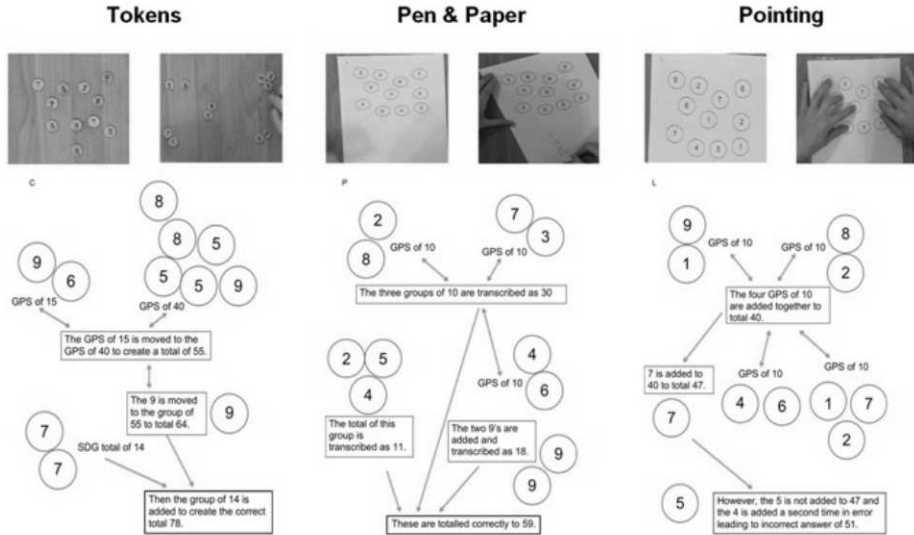 Tokens
Pen & Paper
Pointing
C
8
8
5
9
6
5
5
9
GPS of 15
GPS of 40
The GPS of 15 is moved to the
GPS of 40 to create a total of 55.
The 9 is moved
to the group of
55 to total 64.
9
7
SDG total of 14
7
Then the group of 14 is
added to create the correct
total 78.
P
2
7
8
GPS of 10
GPS of 10
3
The three groups of 10 are transcribed as 30
2
5
4
4
GPS of 10
6
The total of this
group is
transcribed as 11.
The two 9's are
added and
transcribed as 18.
9
9
These are totalled correctly to 59.
L
9
GPS of 10
GPS of 10
8
1
2
The four GPS of 10
are added together to
total 40.
7 is added to
40 to total 47.
GPS of 10
GPS of 10
7
4
6
1
7
2
5
However, the 5 is not added to 47 and
the 4 is added a second time in error
leading to incorrect answer of 51.